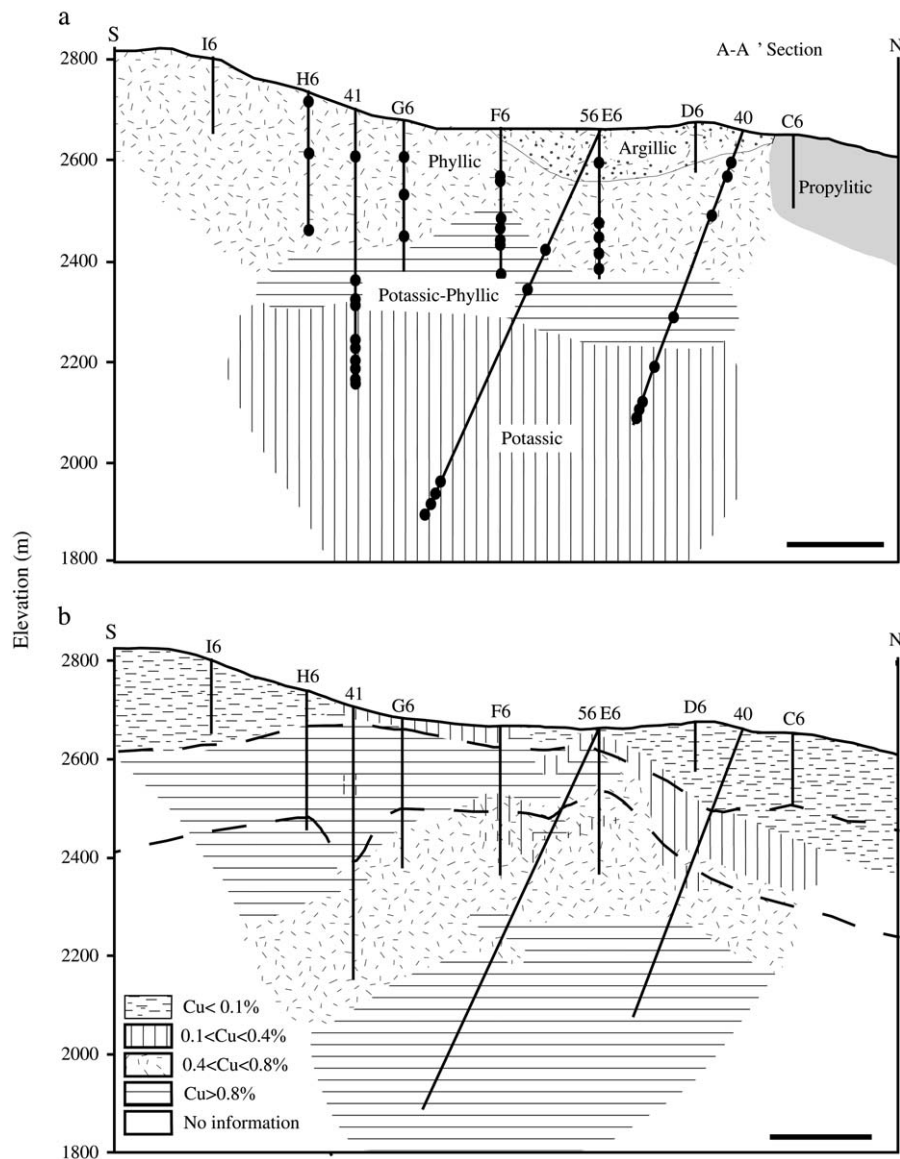 a
S
I6
H6
41
G6
F6
56 E6
D6
40
C6
A-A ' Section
N
2800
2600
2400
2200
2000
1800
Phyllic
Argillic
Propylitic
Potassic-Phyllic
Potassic
Elevation (m)
b
S
I6
H6
41
G6
F6
56 E6
D6
40
C6
N
2800
2600
2400
2200
2000
1800
Cu< 0.1%
0.1<Cu<0.4%
0.4<Cu<0.8%
Cu>0.8%
No information